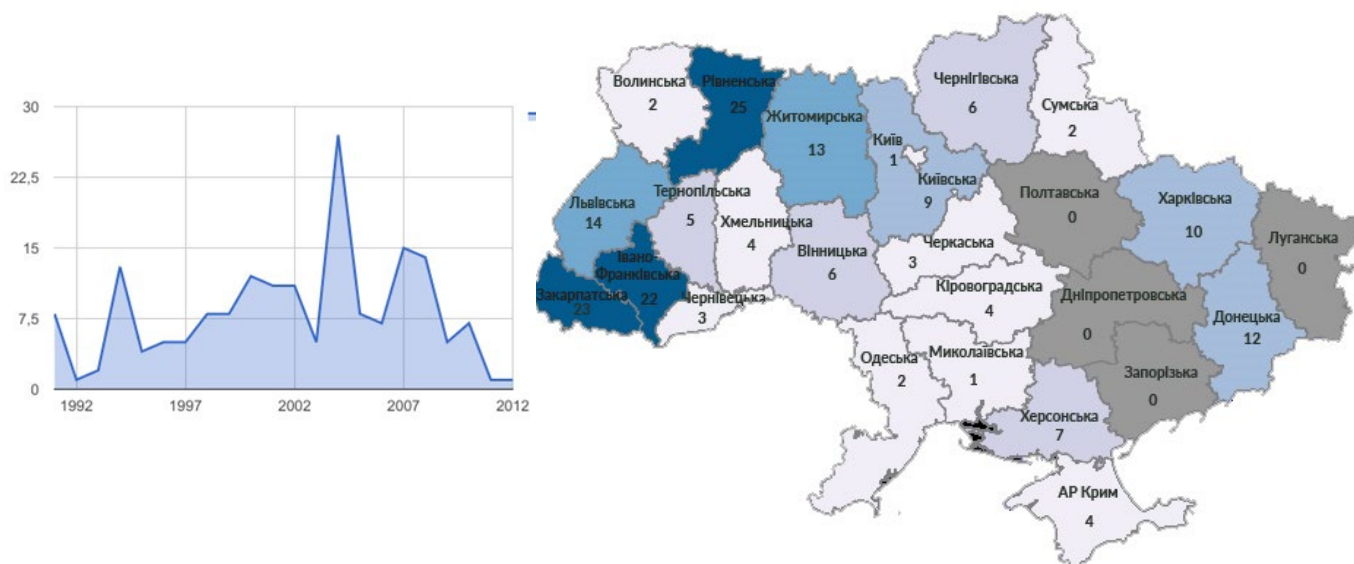 30
22,5
15
7,5
0
1992
1997
2002
2007
2012
Волинська
2
Рівненська
25
Житомирська
13
Київ
1
Київська
9
Чернігівська
6
Сумська
2
Львівська
14
Тернопільська
5
Хмельницька
4
Вінницька
6
Черкаська
3
Полтавська
0
Харківська
10
Луганська
0
Івано-
Франківська
22
Закарпатська
23
Чернівецька
3
Кіровоградська
4
Дніпропетровська
0
Донецька
12
Одеська
2
Миколаївська
1
Запорізька
0
Херсонська
7
АР Крим
4